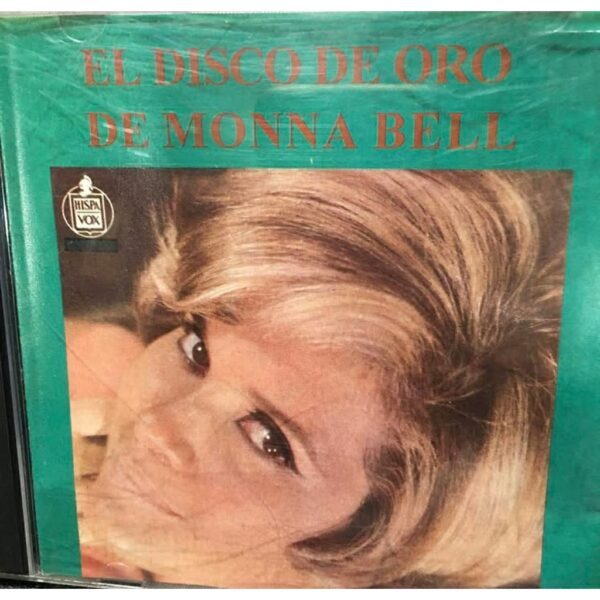 EL DISCO DE ORO
DE MONNA BELL
HISPA
VOX